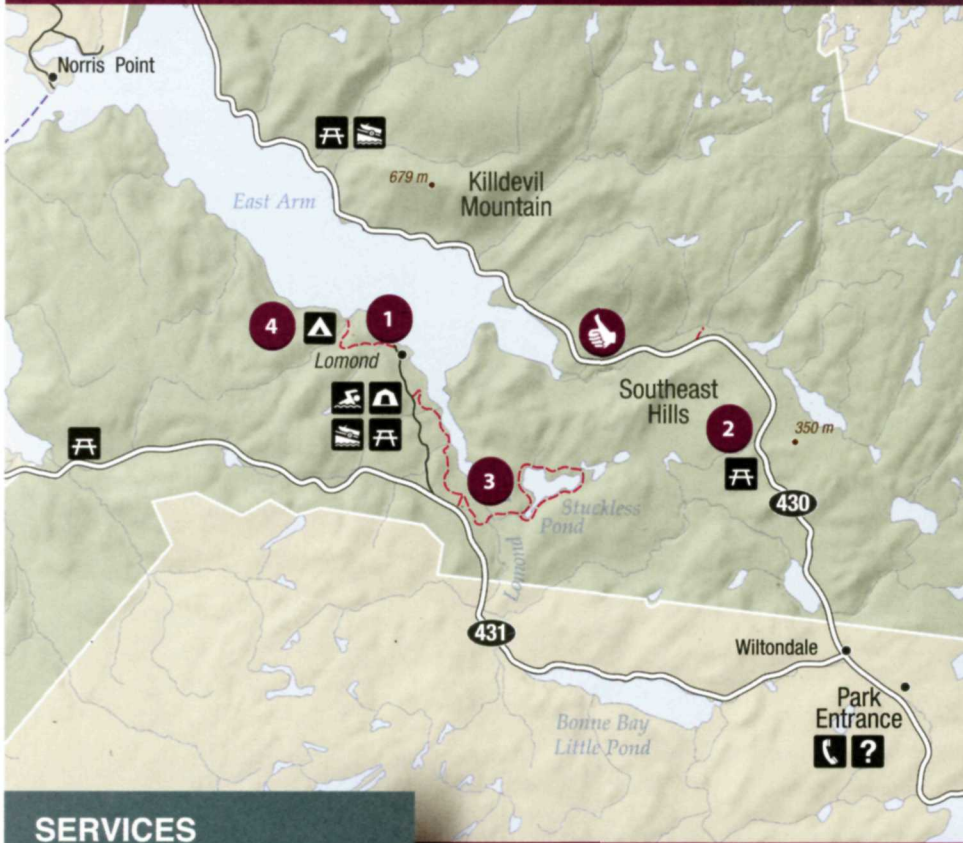 Norris Point
679 m
Killdevil
Mountain
East Arm
4
1
Lomond
Southeast
Hills
2
350 m
3
Stuckless
Pond
430
Lomond
431
Wiltondale
Park
Entrance
?
Bonne Bay
Little Pond
SERVICES